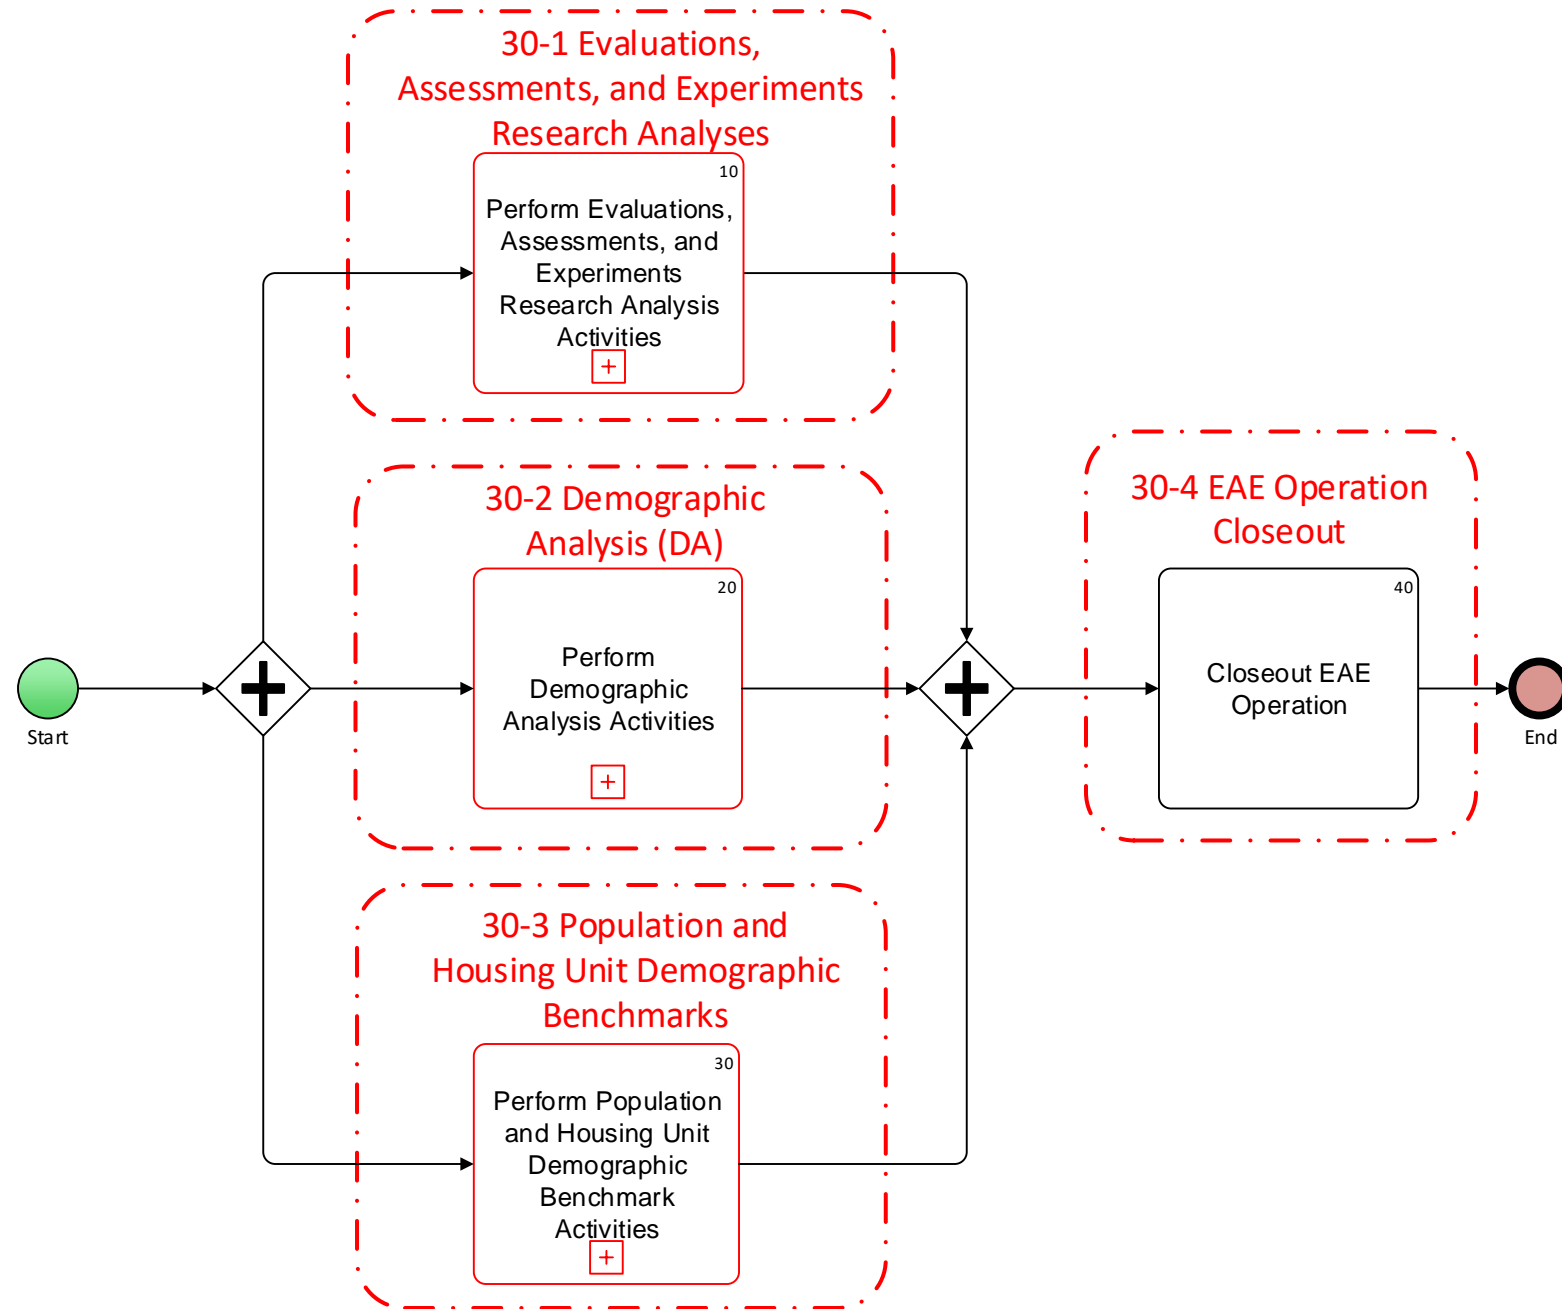 30-1 Evaluations,
Assessments, and Experiments
Research Analyses
10
Perform Evaluations,
Assessments, and
Experiments
Research Analysis
Activities
30-2 Demographic
Analysis (DA)
20
Perform
Demographic
Analysis Activities
30-3 Population and
Housing Unit Demographic
Benchmarks
30
Perform Population
and Housing Unit
Demographic
Benchmark
Activities
30-4 EAE Operation
Closeout
40
Closeout EAE
Operation
Start
End